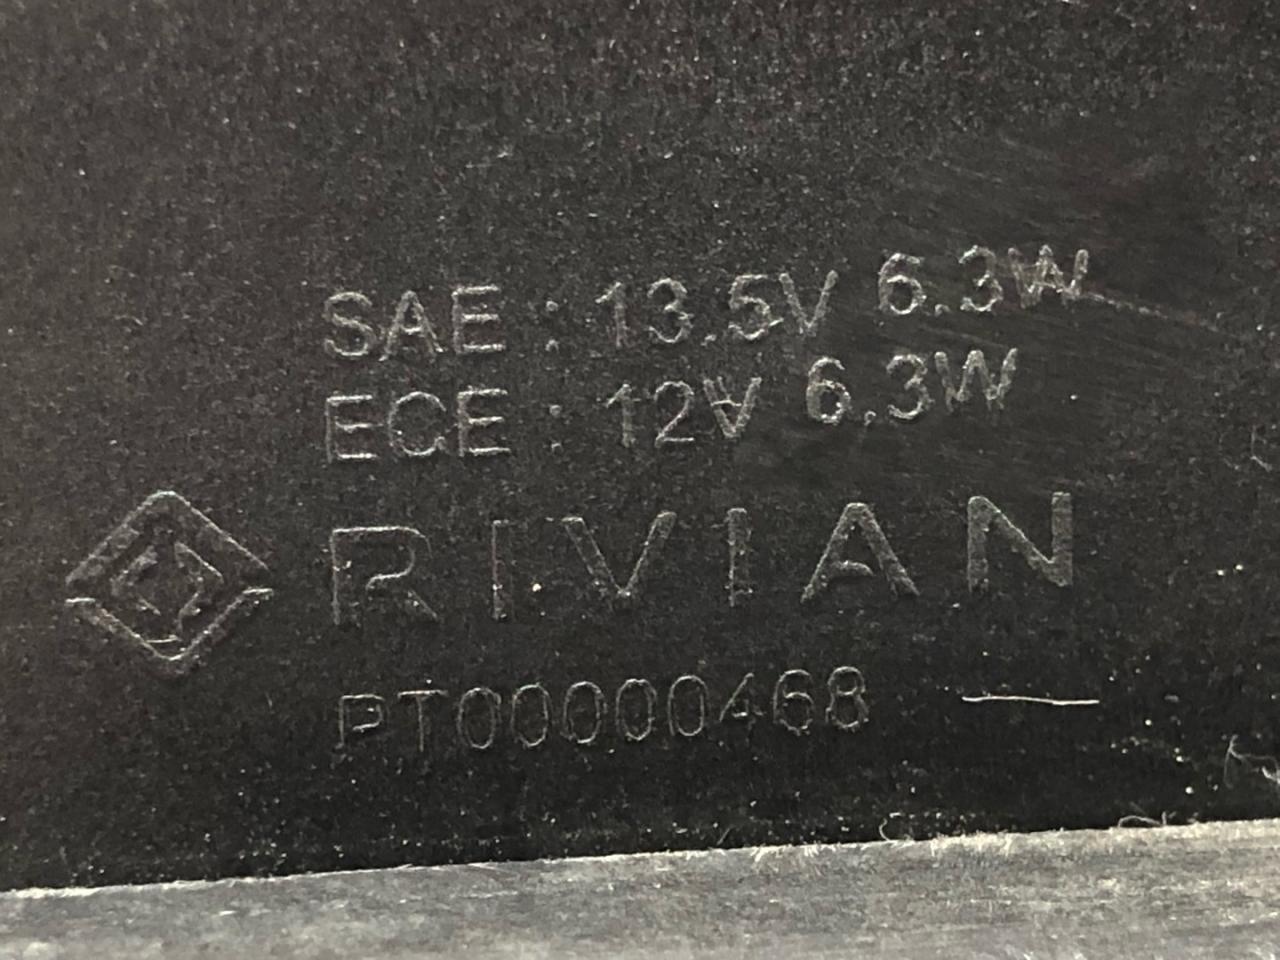 SAE : 13.5V 6.3W
ECE : 12V 6.3W
RIVIAN
PT00000468